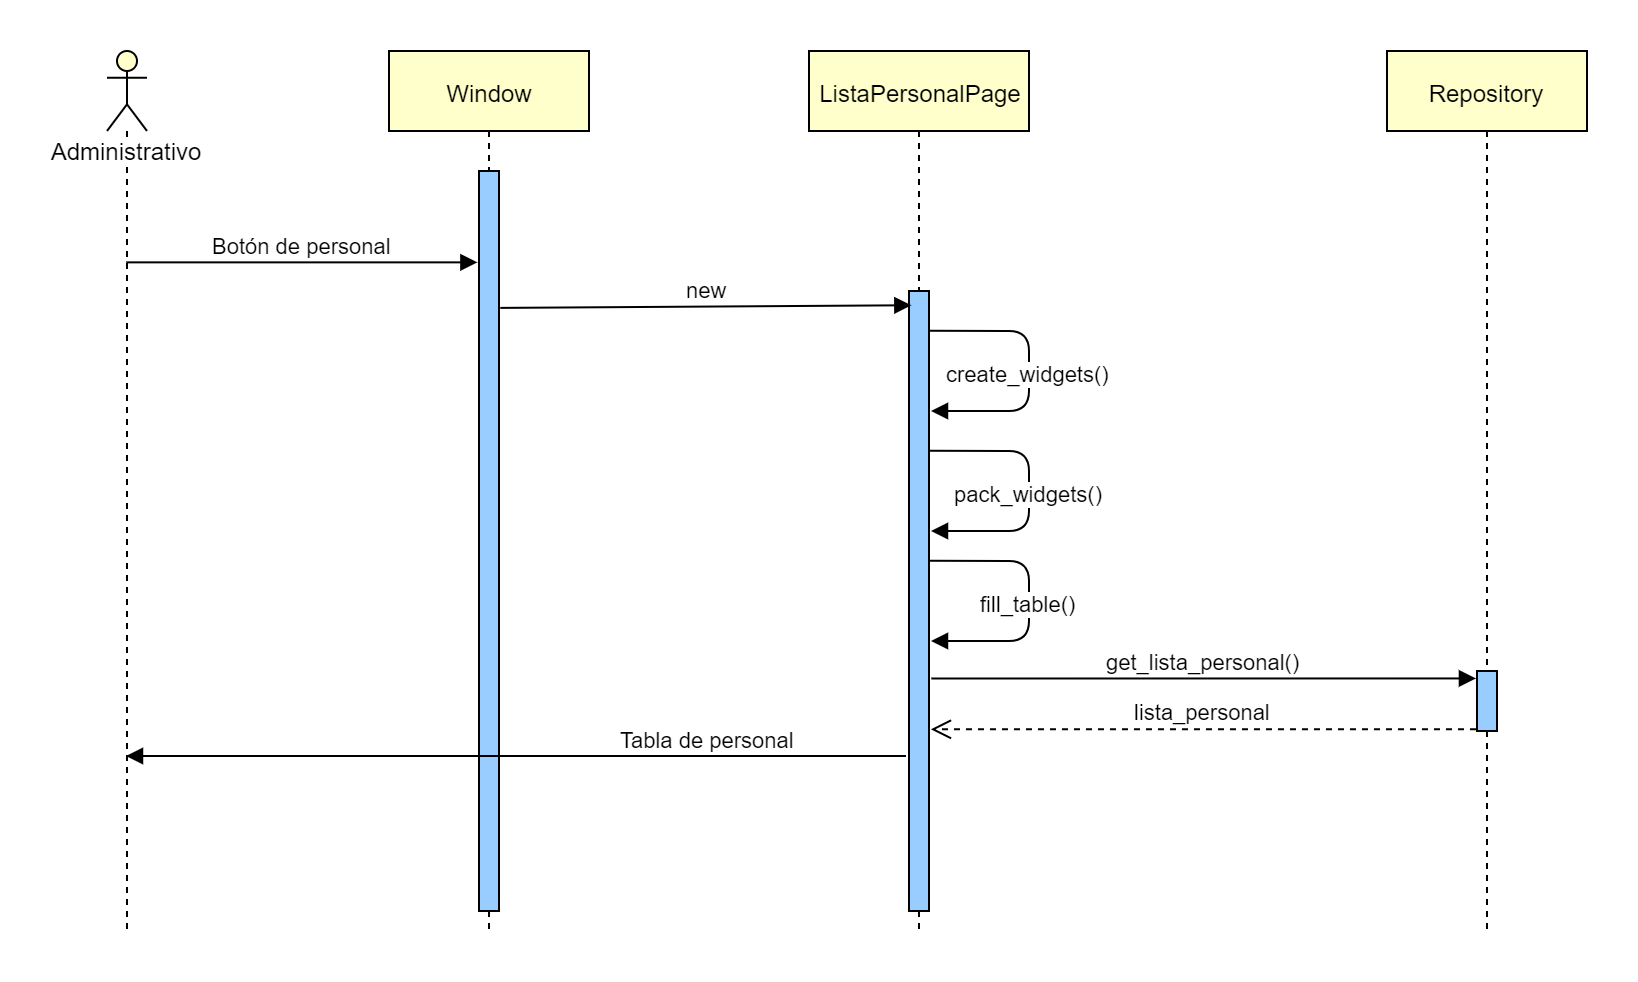 Administrativo
Window
ListaPersonalPage
Repository
Botón de personal
new
create_widgets()
pack_widgets()
fill_table()
get_lista_personal()
lista_personal
Tabla de personal